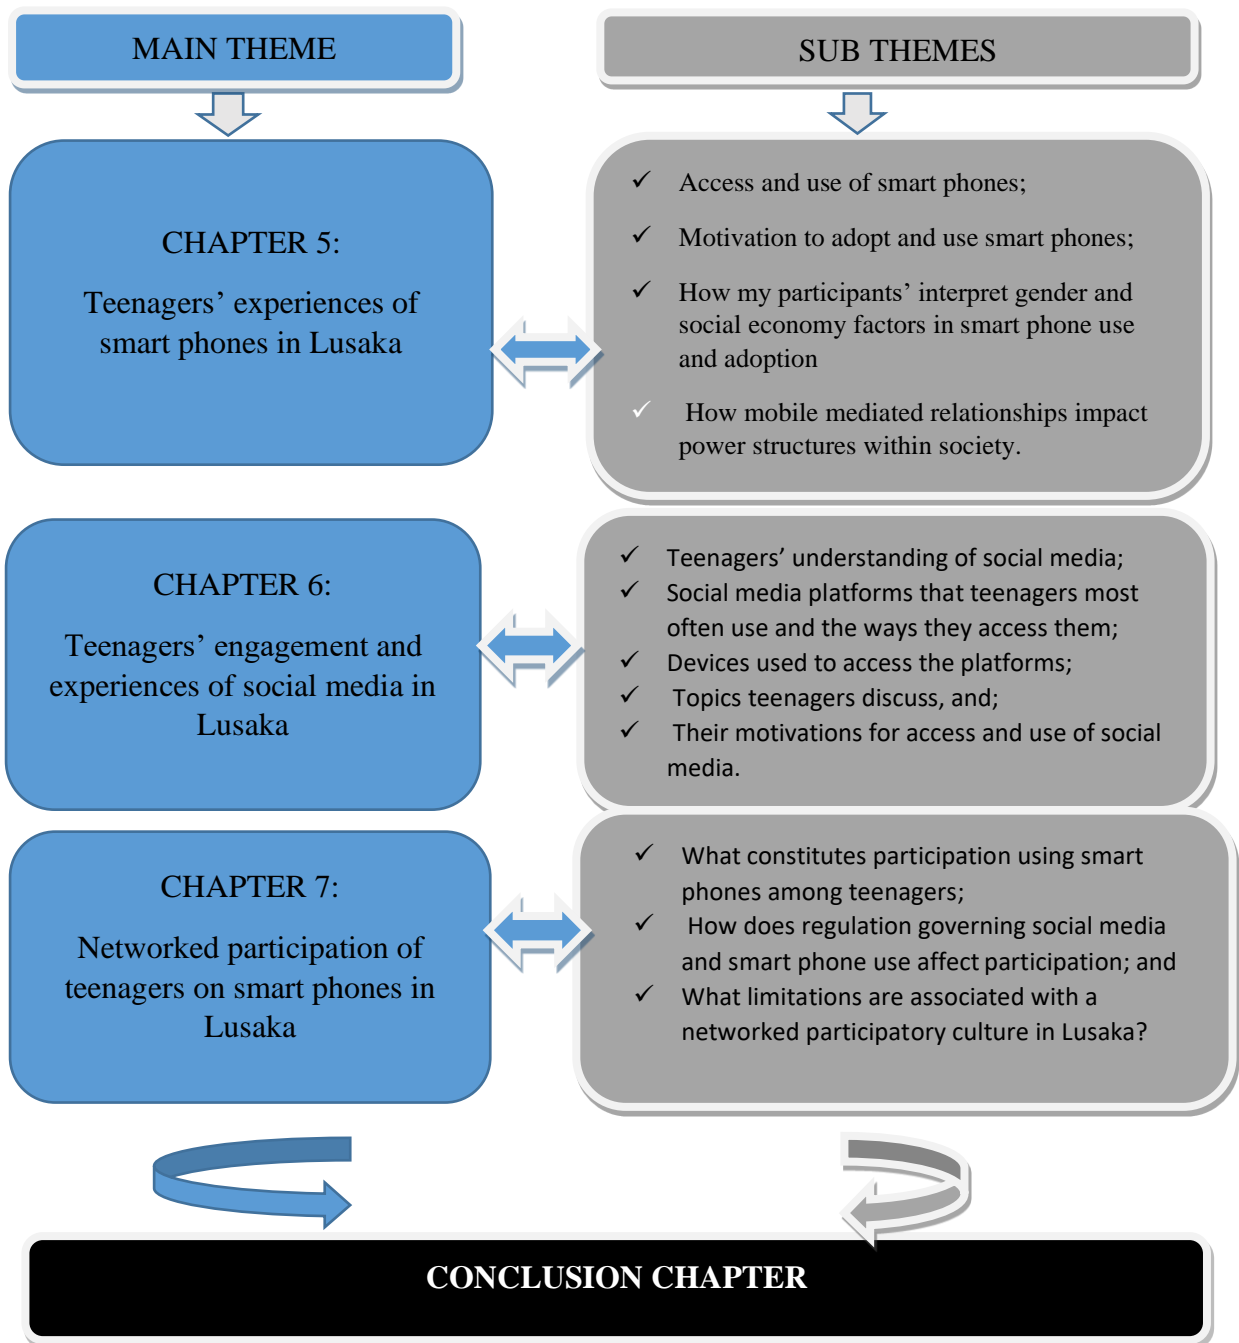 MAIN THEME
SUB THEMES
CHAPTER 5:
Teenagers’ experiences of
smart phones in Lusaka
✓ Access and use of smart phones;
✓ Motivation to adopt and use smart phones;
✓ How my participants’ interpret gender and
social economy factors in smart phone use
and adoption
✓ How mobile mediated relationships impact
power structures within society.
CHAPTER 6:
Teenagers’ engagement and
experiences of social media in
Lusaka
✓ Teenagers’ understanding of social media;
✓ Social media platforms that teenagers most
often use and the ways they access them;
✓ Devices used to access the platforms;
✓ Topics teenagers discuss, and;
✓ Their motivations for access and use of social
media.
CHAPTER 7:
Networked participation of
teenagers on smart phones in
Lusaka
✓ What constitutes participation using smart
phones among teenagers;
✓ How does regulation governing social media
and smart phone use affect participation; and
✓ What limitations are associated with a
networked participatory culture in Lusaka?
CONCLUSION CHAPTER